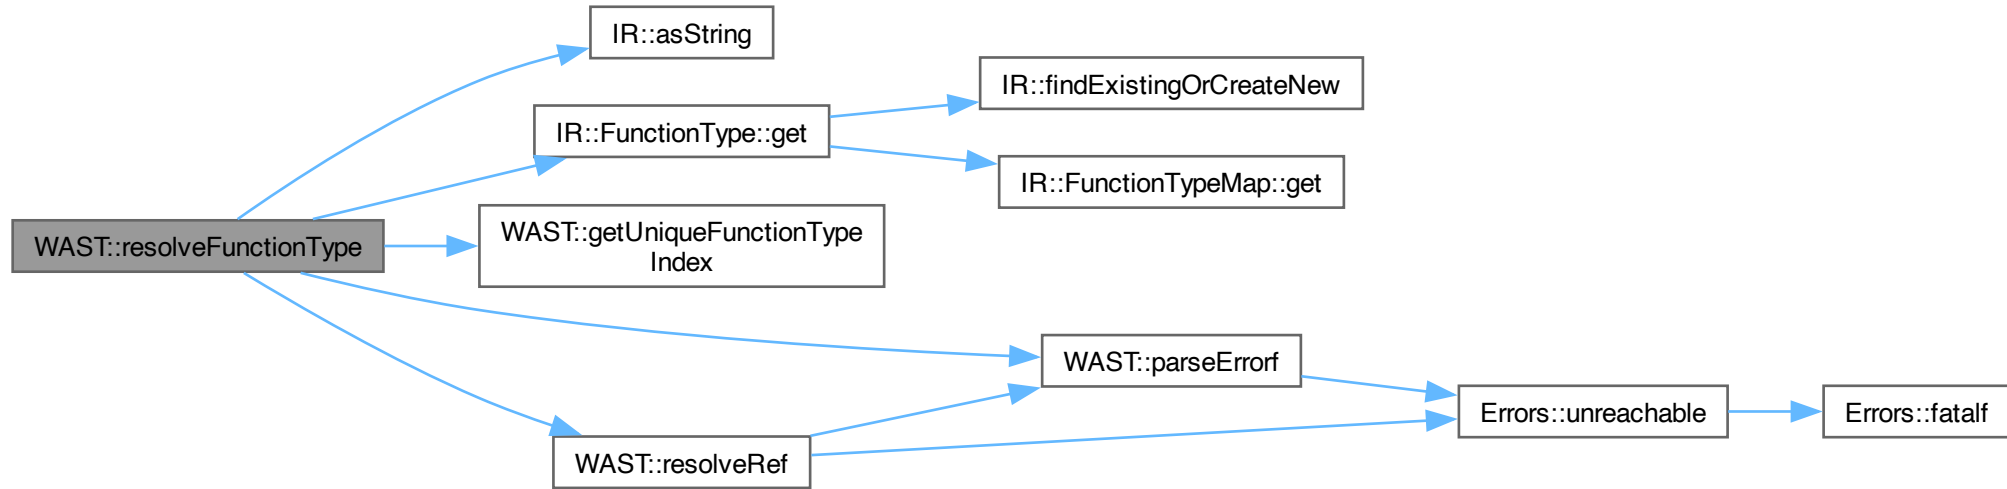 IR::asString
IR::findExistingOrCreateNew
IR::FunctionType::get
IR::FunctionTypeMap::get
WAST::resolveFunctionType
WAST::getUniqueFunctionType
Index
WAST::parseErrorf
Errors::unreachable
Errors::fatalf
WAST::resolveRef